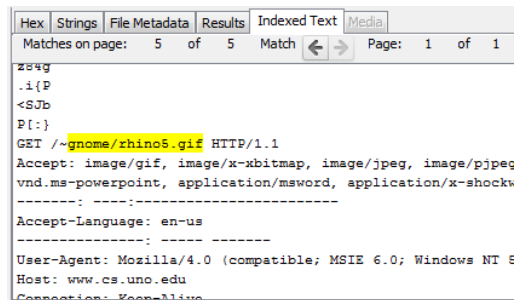 Hex Strings File Metadata Results Indexed Text Media
Matches on page: 5 of 5 Match Page: 1 of 1
z84g
.i{P
<SJb
P[:}
GET /~gnome/rhino5.gif HTTP/1.1
Accept: image/gif, image/x-xbitmap, image/jpeg, image/pjpeg
vnd.ms-powerpoint, application/msword, application/x-shockw
-------: ----:------------------------
Accept-Language: en-us
---------------: ----- -------
User-Agent: Mozilla/4.0 (compatible; MSIE 6.0; Windows NT 5
Host: www.cs.uno.edu
Connection: Keep-Alive